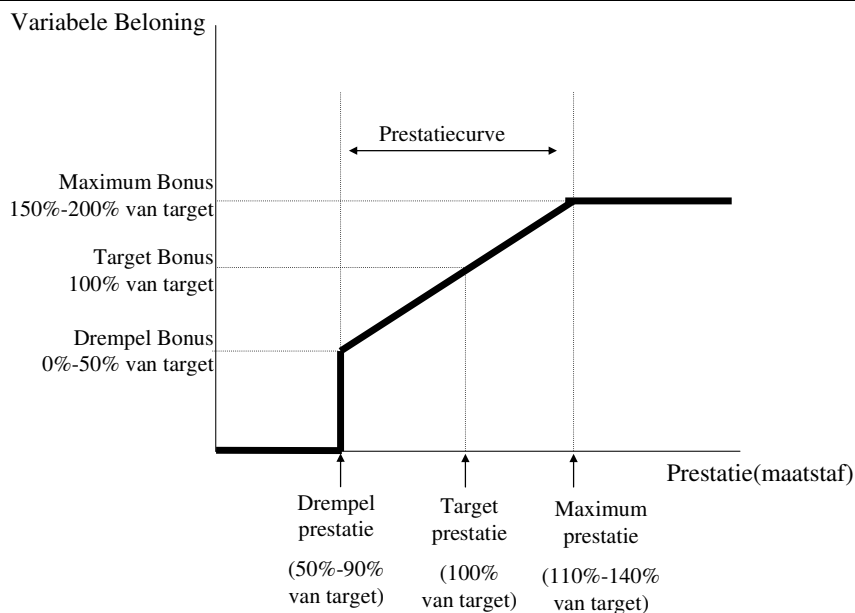 Variabele Beloning
Prestatiecurve
Maximum Bonus
150%-200% van target
Target Bonus
100% van target
Drempel Bonus
0%-50% van target
Prestatie(maatstaf)
Drempel
prestatie
(50%-90%
van target)
Target
prestatie
(100%
van target)
Maximum
prestatie
(110%-140%
van target)